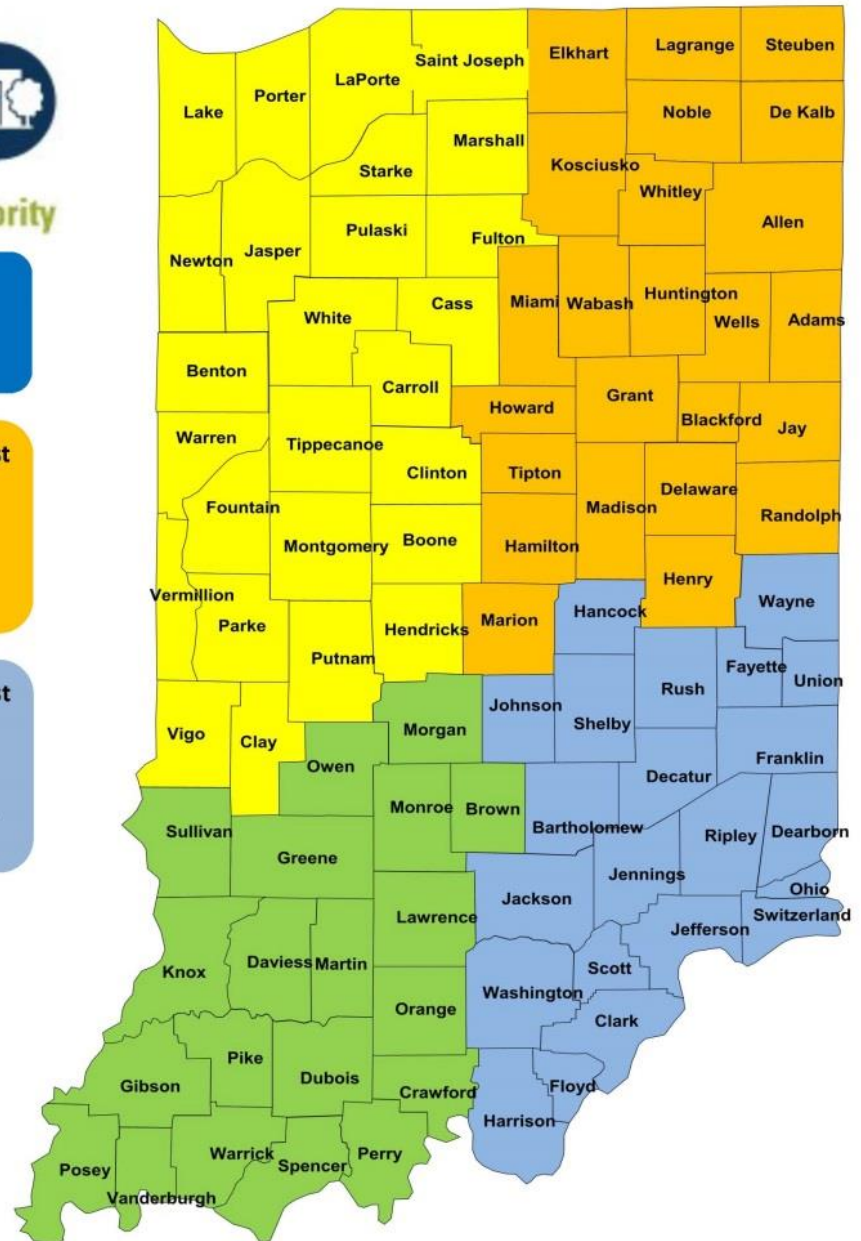 Saint Joseph
Elkhart
Lagrange
Steuben
LaPorte
Porter
Lake
Noble
De Kalb
Marshall
Starke
Kosciusko
Whitley
Allen
Pulaski
Fulton
Jasper
Newton
ority
Miami
Wabash
Huntington
Wells
Adams
White
Cass
Benton
Carroll
Howard
Grant
Blackford
Jay
Warren
Tippecanoe
Clinton
Tipton
st
Madison
Delaware
Randolph
Fountain
Montgomery
Boone
Hamilton
Henry
Vermillion
Parke
Hendricks
Marion
Hancock
Wayne
Putnam
Fayette
Union
Rush
st
Johnson
Shelby
Vigo
Clay
Morgan
Owen
Franklin
Decatur
Monroe
Brown
Bartholomew
Ripley
Dearborn
Sullivan
Greene
Jennings
Ohio
Jackson
Switzerland
Lawrence
Jefferson
Knox
Daviess
Martin
Scott
Washington
Orange
Clark
Pike
Dubois
Gibson
Crawford
Floyd
Harrison
Warrick
Spencer
Perry
Posey
Vanderburgh